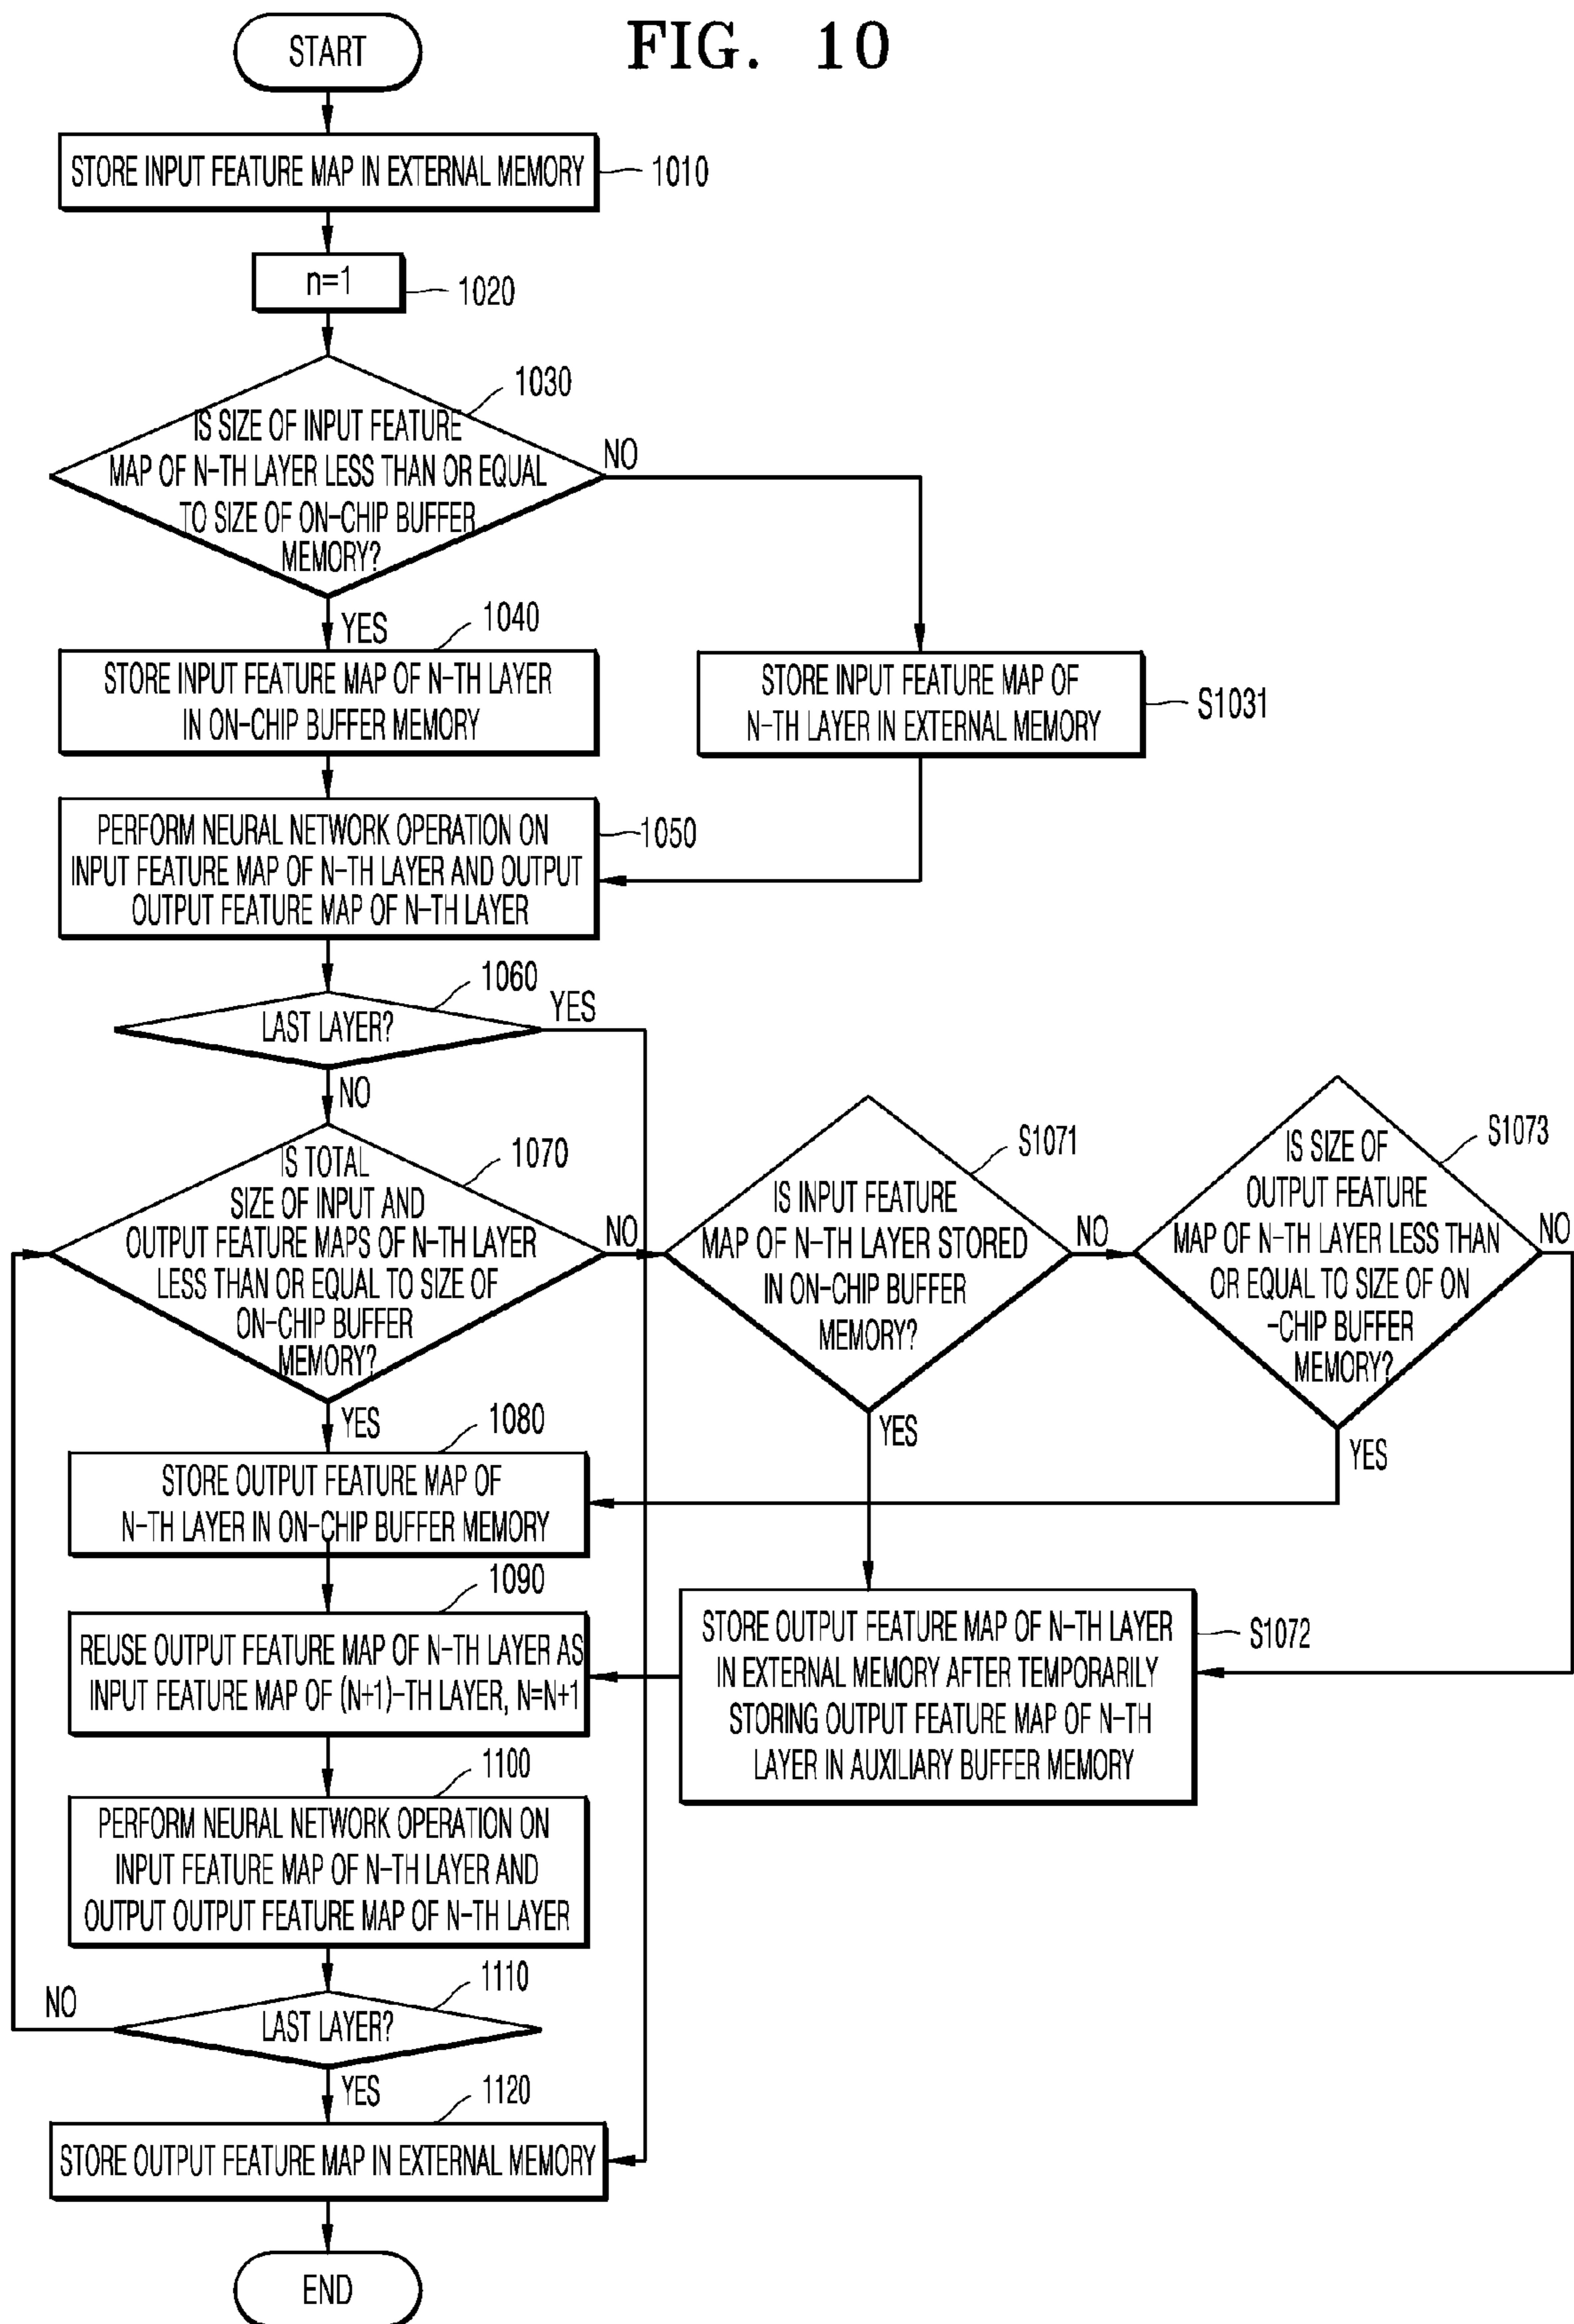 FIG. 10
START
STORE INPUT FEATURE MAP IN EXTERNAL MEMORY
1010
n=1
1020
1030
IS SIZE OF INPUT FEATURE
MAP OF N-TH LAYER LESS THAN OR EQUAL
TO SIZE OF ON-CHIP BUFFER
MEMORY?
NO
YES
1040
STORE INPUT FEATURE MAP OF N-TH LAYER
IN ON-CHIP BUFFER MEMORY
STORE INPUT FEATURE MAP OF
N-TH LAYER IN EXTERNAL MEMORY
S1031
PERFORM NEURAL NETWORK OPERATION ON
INPUT FEATURE MAP OF N-TH LAYER AND OUTPUT
OUTPUT FEATURE MAP OF N-TH LAYER
1050
1060
LAST LAYER?
YES
NO
1070
IS TOTAL
SIZE OF INPUT AND
OUTPUT FEATURE MAPS OF N-TH LAYER
LESS THAN OR EQUAL TO SIZE OF
ON-CHIP BUFFER
MEMORY?
NO
YES
S1071
IS INPUT FEATURE
MAP OF N-TH LAYER STORED
IN ON-CHIP BUFFER
MEMORY?
NO
YES
S1073
IS SIZE OF
OUTPUT FEATURE
MAP OF N-TH LAYER LESS THAN
OR EQUAL TO SIZE OF ON
-CHIP BUFFER
MEMORY?
NO
YES
1080
STORE OUTPUT FEATURE MAP OF
N-TH LAYER IN ON-CHIP BUFFER MEMORY
1090
REUSE OUTPUT FEATURE MAP OF N-TH LAYER AS
INPUT FEATURE MAP OF (N+1)-TH LAYER, N=N+1
STORE OUTPUT FEATURE MAP OF N-TH LAYER
IN EXTERNAL MEMORY AFTER TEMPORARILY
STORING OUTPUT FEATURE MAP OF N-TH
LAYER IN AUXILIARY BUFFER MEMORY
S1072
1100
PERFORM NEURAL NETWORK OPERATION ON
INPUT FEATURE MAP OF N-TH LAYER AND
OUTPUT OUTPUT FEATURE MAP OF N-TH LAYER
1110
LAST LAYER?
NO
YES
1120
STORE OUTPUT FEATURE MAP IN EXTERNAL MEMORY
END